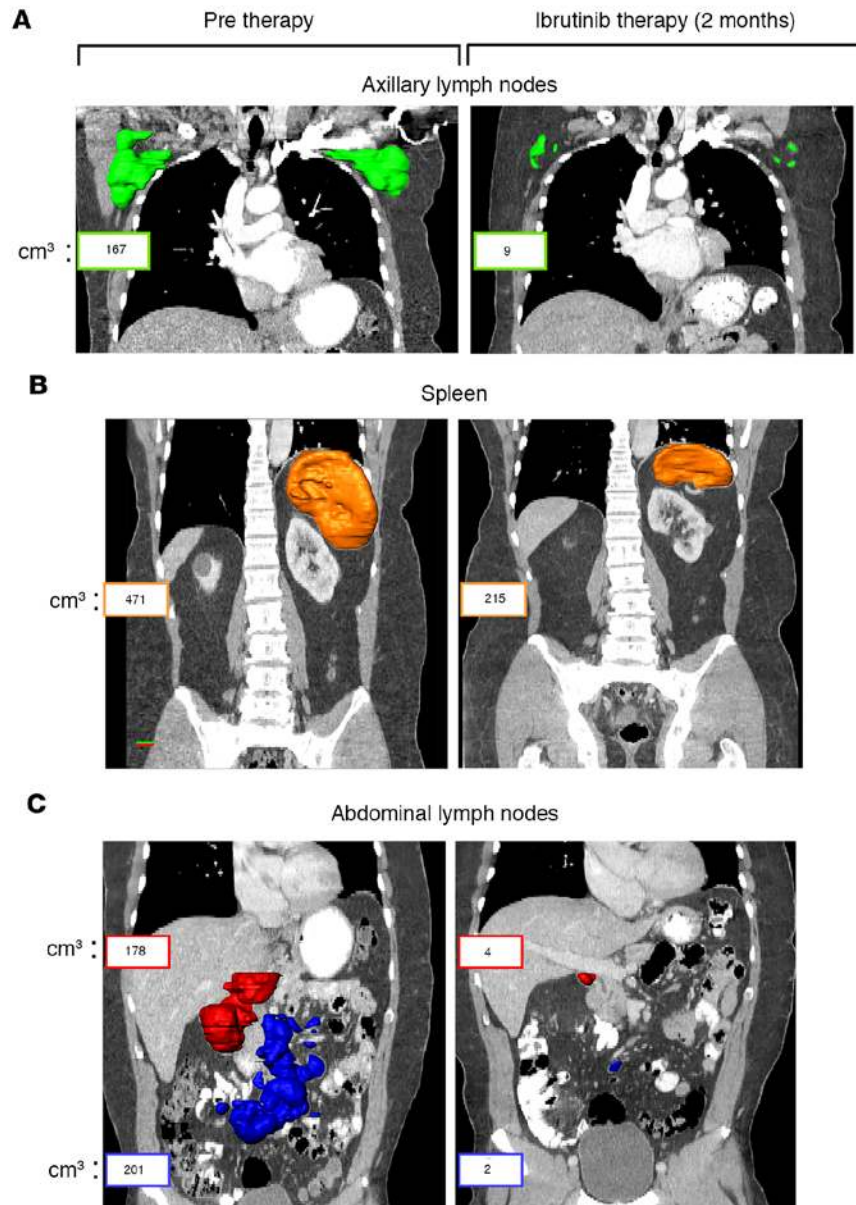 A
Pre therapy
Ibrutinib therapy (2 months)
Axillary lymph nodes
cm³ :
167
9
B
Spleen
cm³ :
471
215
C
Abdominal lymph nodes
cm³ :
178
4
cm³ :
201
2